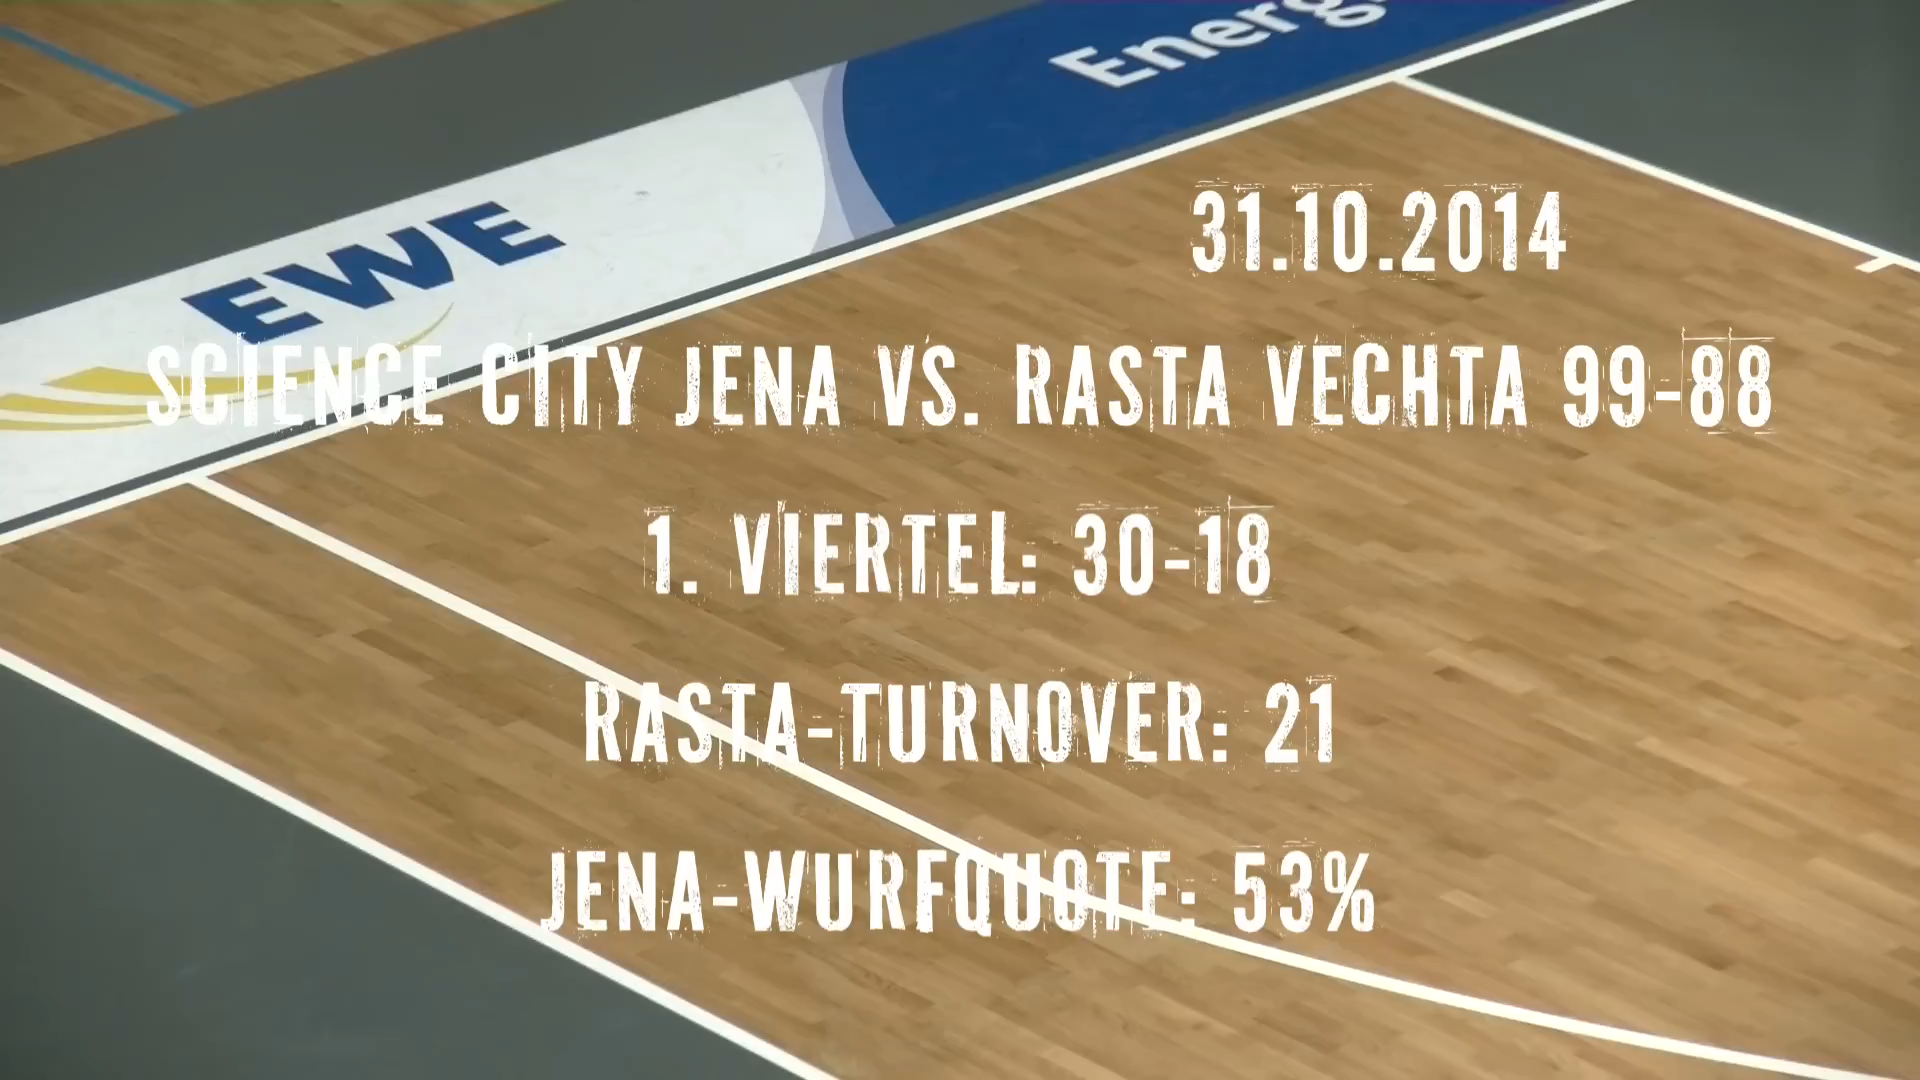 Energ
EWE
31.10.2014
SCIENCE CITY JENA VS. RASTA VECHTA 99-88
1. VIERTEL: 30-18
RASTA-TURNOVER: 21
JENA-WURFQUOTE: 53%